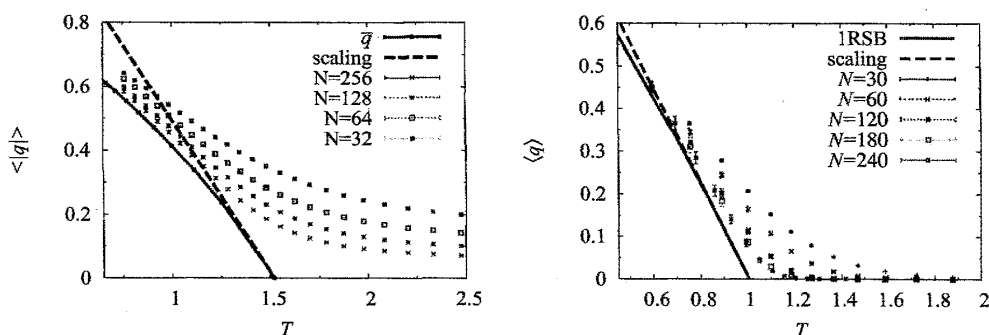 0.8
0.6
0.4
0.2
0
<|q|>
q̅
scaling
N=256
N=128
N=64
N=32
1 1.5 2 2.5
T
0.6
0.5
0.4
0.3
0.2
0.1
0
⟨q⟩
1RSB
scaling
N=30
N=60
N=120
N=180
N=240
0.6 0.8 1 1.2 1.4 1.6 1.8 2
T